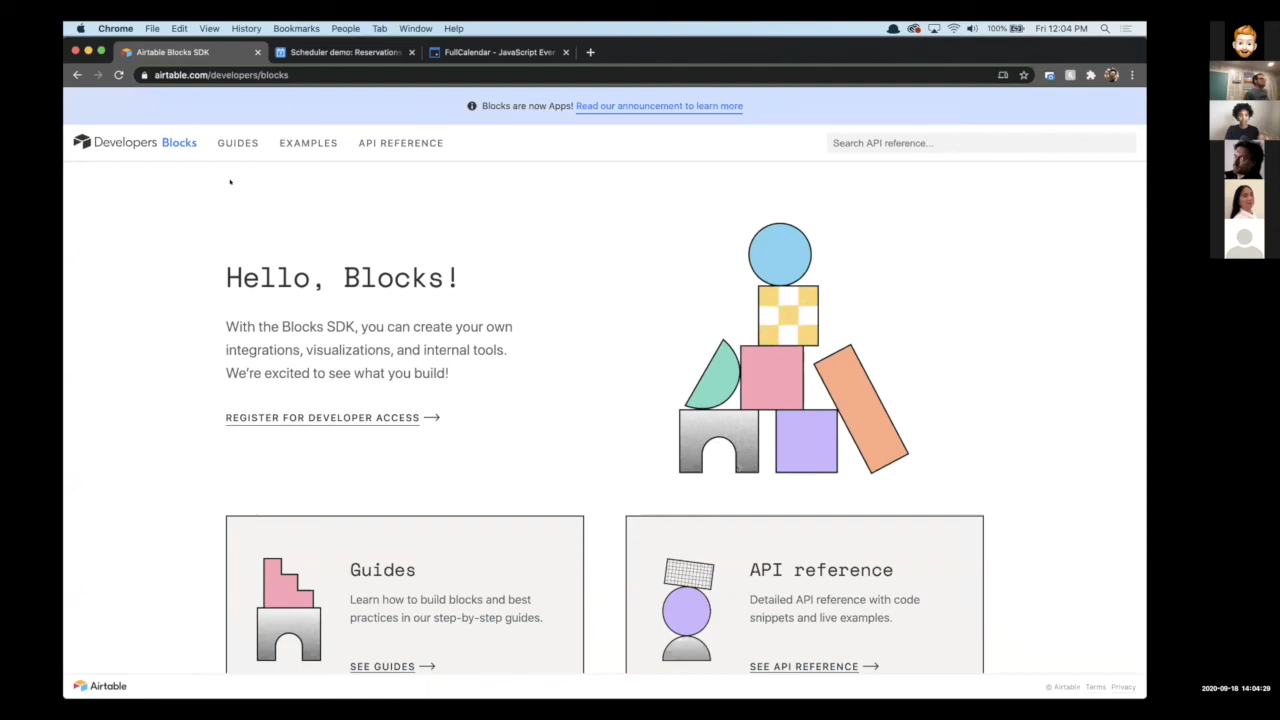 Chrome File Edit View History Bookmarks People Tab Window Help 100% Fri 12:04 PM
Airtable Blocks SDK Scheduler demo: Reservations FullCalendar - JavaScript Ever
airtable.com/developers/blocks
Blocks are now Apps! Read our announcement to learn more
Developers Blocks GUIDES EXAMPLES API REFERENCE Search API reference...
Hello, Blocks!
With the Blocks SDK, you can create your own
integrations, visualizations, and internal tools.
We're excited to see what you build!
REGISTER FOR DEVELOPER ACCESS
Guides
Learn how to build blocks and best
practices in our step-by-step guides.
SEE GUIDES
API reference
Detailed API reference with code
snippets and live examples.
SEE API REFERENCE
Airtable © Airtable Terms Privacy
2020-09-18 14:04:29